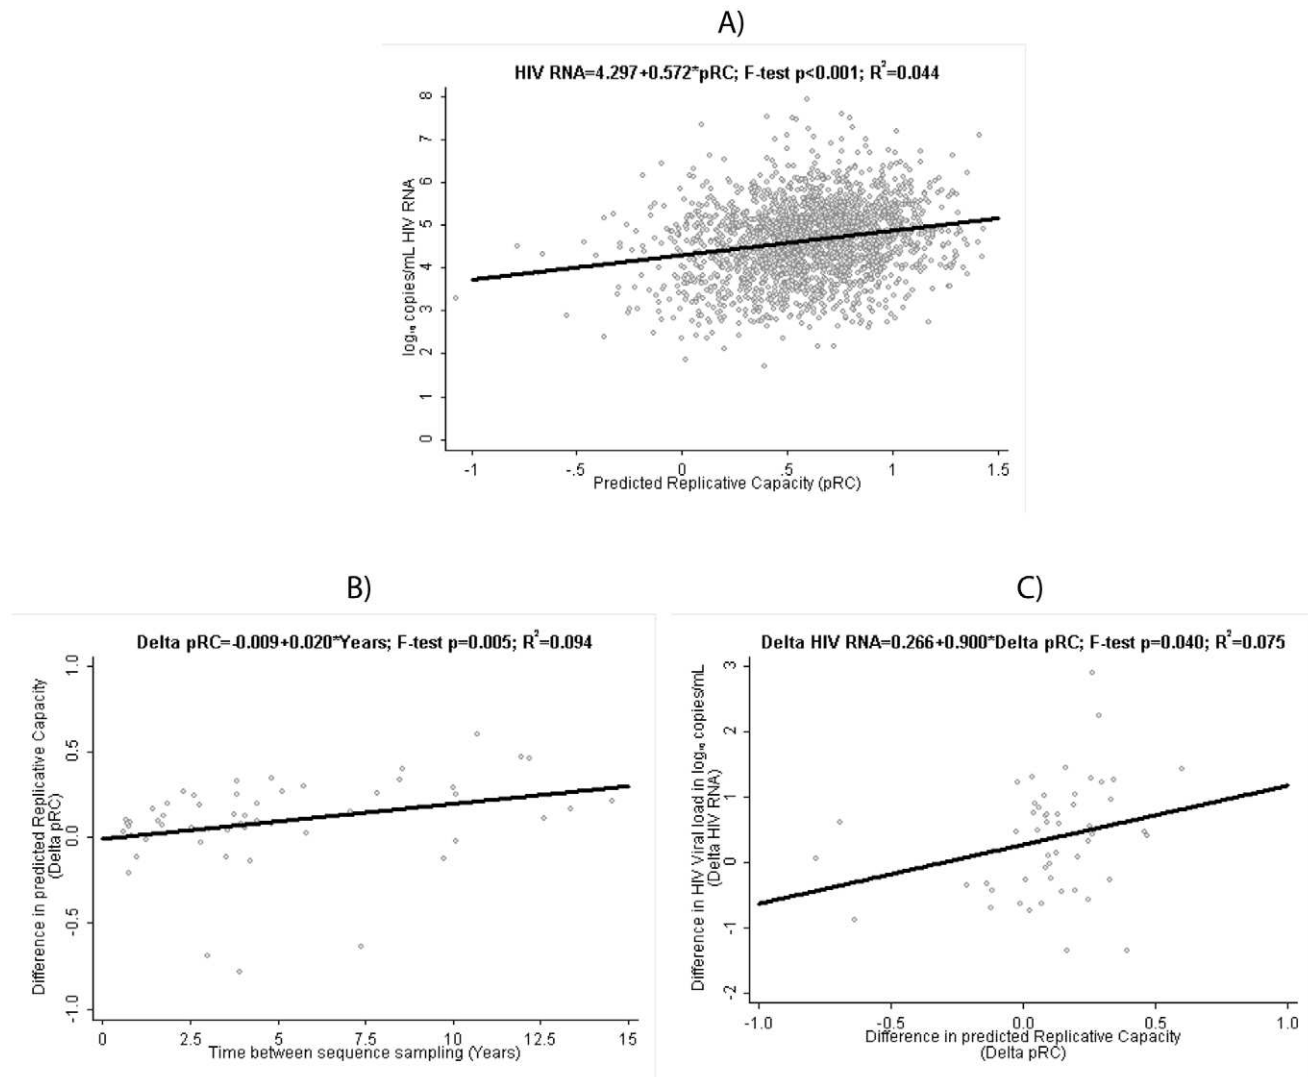 A)
HIV RNA=4.297+0.572*pRC; F-test p<0.001; R²=0.044
log₁₀ copies/mL HIV RNA
8
7
6
5
4
3
2
1
0
-1
-.5
0
.5
1
1.5
Predicted Replicative Capacity (pRC)
B)
Delta pRC=-0.009+0.020*Years; F-test p=0.005; R²=0.094
Difference in predicted Replicative Capacity
(Delta pRC)
1.0
0.5
0.0
-0.5
-1.0
0
2.5
5
7.5
10
12.5
15
Time between sequence sampling (Years)
C)
Delta HIV RNA=0.266+0.900*Delta pRC; F-test p=0.040; R²=0.075
Difference in HIV Viral load in log₁₀ copies/mL
(Delta HIV RNA)
3
2
1
0
-1
-2
-1.0
-0.5
0.0
0.5
1.0
Difference in predicted Replicative Capacity
(Delta pRC)